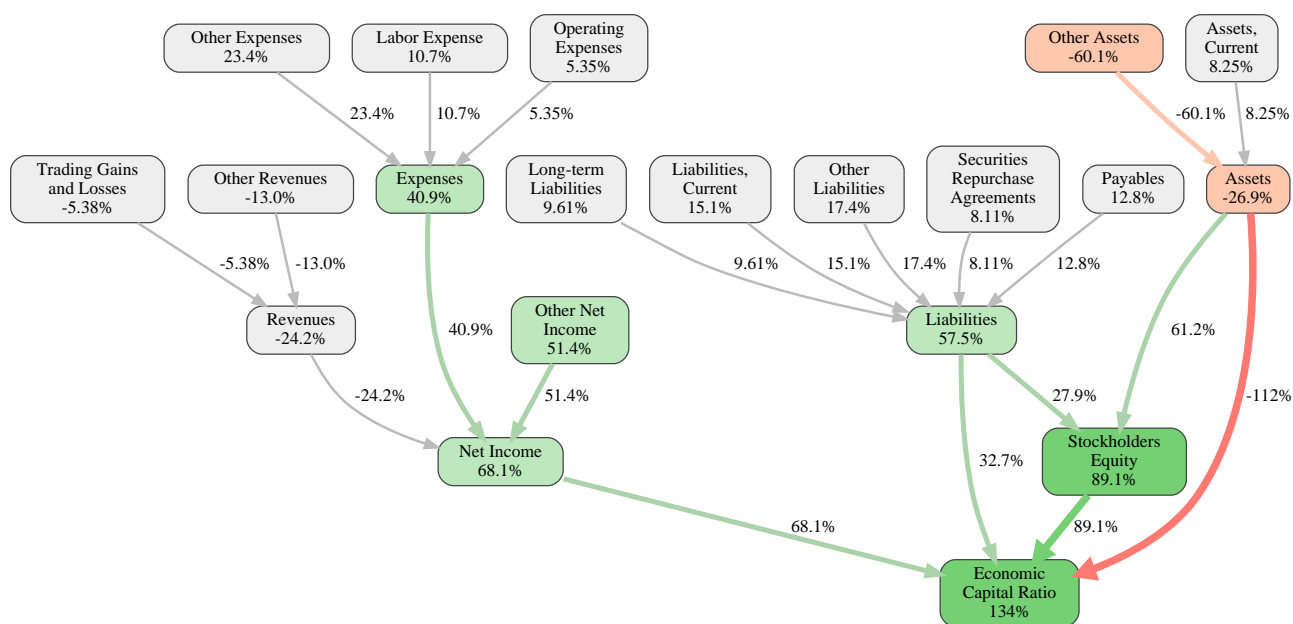 Other Expenses
23.4%
Labor Expense
10.7%
Operating
Expenses
5.35%
Other Assets
-60.1%
Assets,
Current
8.25%
23.4%
10.7%
5.35%
-60.1%
8.25%
Trading Gains
and Losses
-5.38%
Other Revenues
-13.0%
Expenses
40.9%
Long-term
Liabilities
9.61%
Liabilities,
Current
15.1%
Other
Liabilities
17.4%
Securities
Repurchase
Agreements
8.11%
Payables
12.8%
Assets
-26.9%
-5.38%
-13.0%
9.61%
15.1%
17.4%
8.11%
12.8%
Revenues
-24.2%
40.9%
Other Net
Income
51.4%
Liabilities
57.5%
61.2%
-24.2%
51.4%
27.9%
-112%
Net Income
68.1%
32.7%
Stockholders
Equity
89.1%
68.1%
89.1%
Economic
Capital Ratio
134%